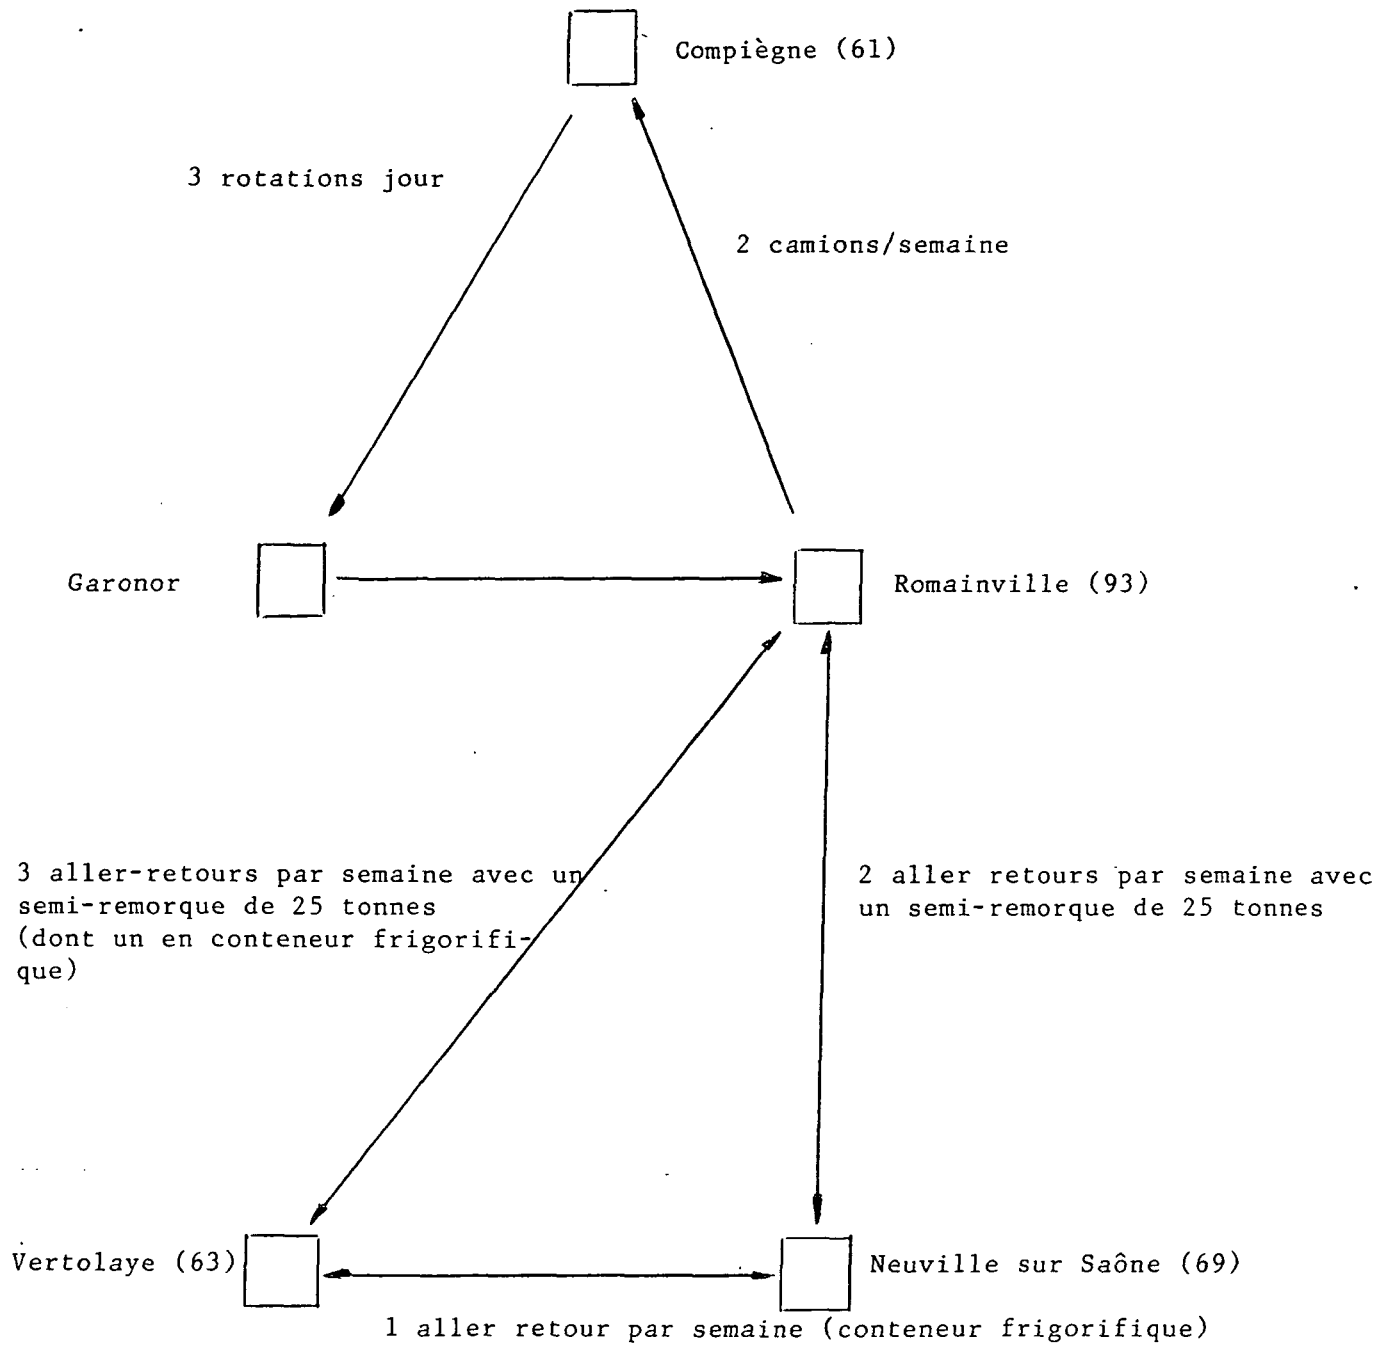 Compiègne (61)
3 rotations jour
2 camions/semaine
Garonor
Romainville (93)
3 aller-retours par semaine avec un
semi-remorque de 25 tonnes
(dont un en conteneur frigorifi-
que)
2 aller retours par semaine avec
un semi-remorque de 25 tonnes
Vertolaye (63)
Neuville sur Saône (69)
1 aller retour par semaine (conteneur frigorifique)